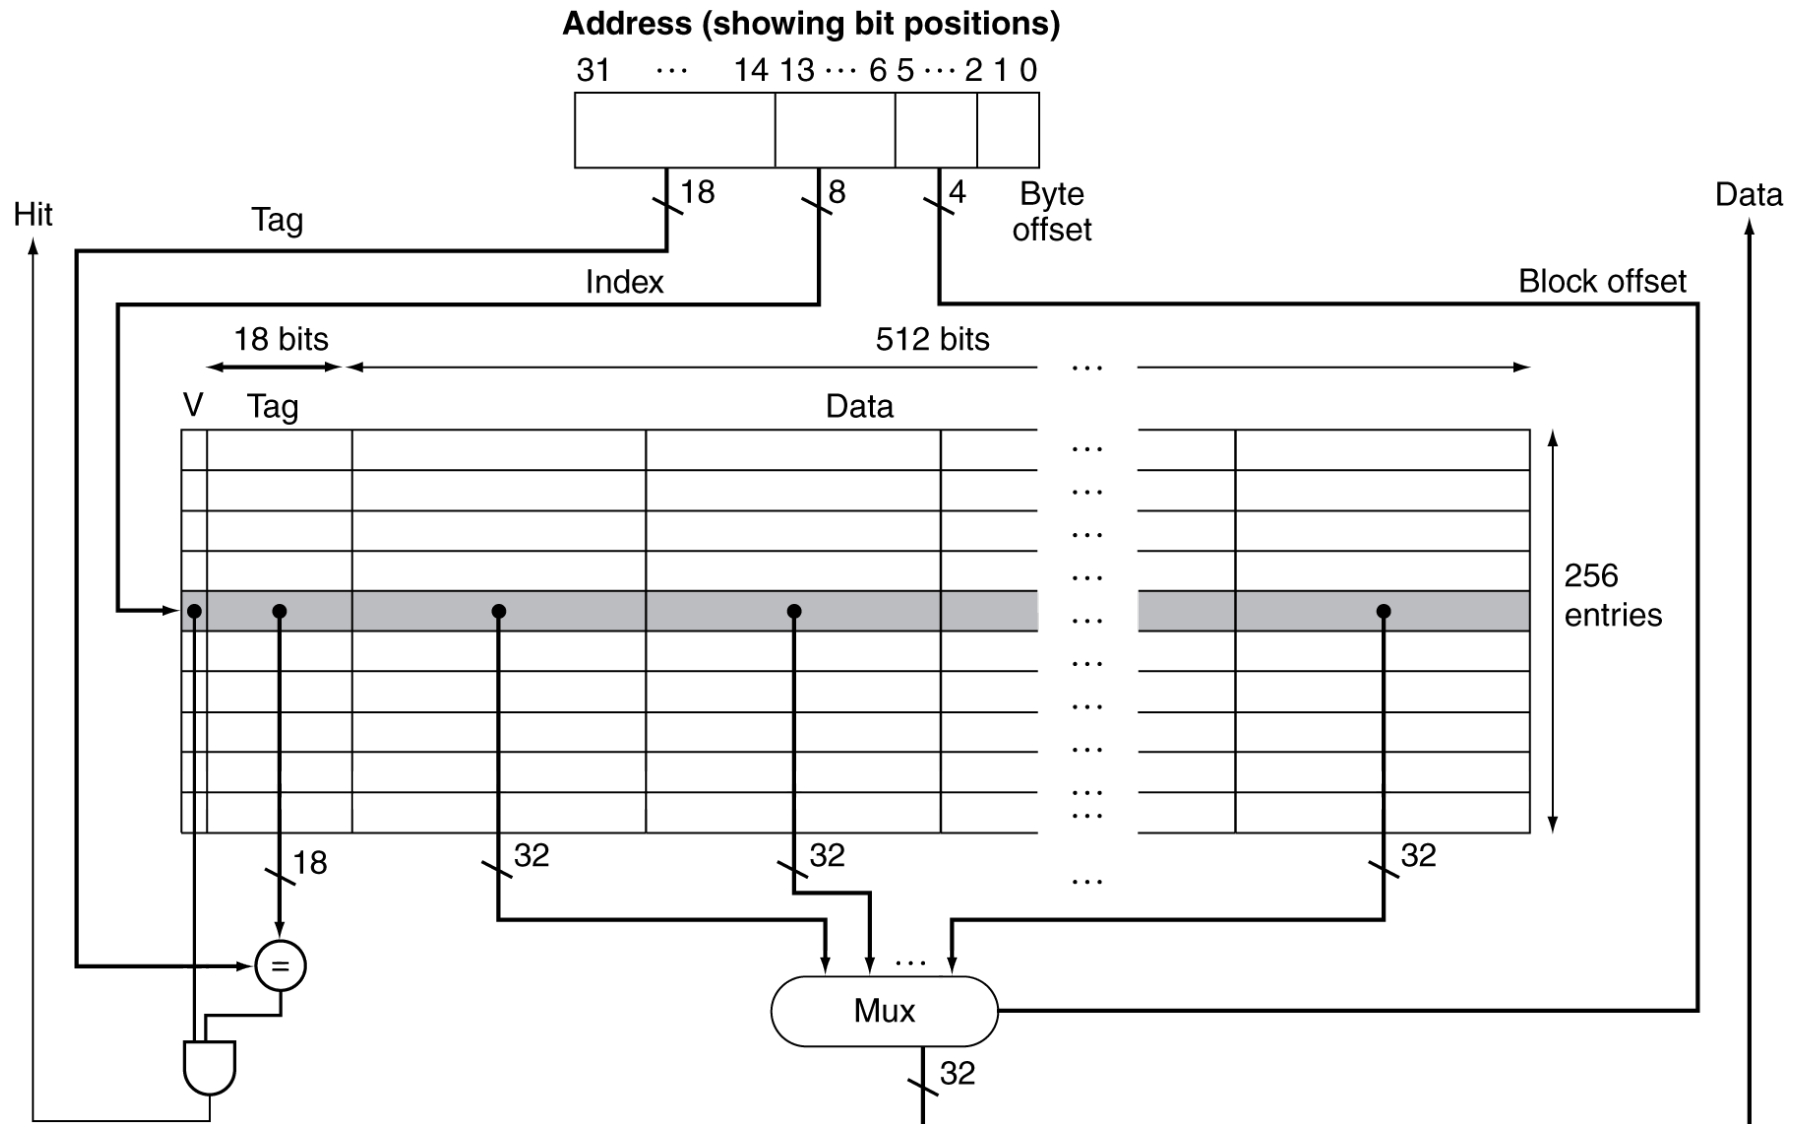 Address (showing bit positions)
31 ··· 14 13 ··· 6 5 ··· 2 1 0
18 8 4 Byte
offset
Hit
Data
Tag
Index
Block offset
18 bits
512 bits
···
V Tag Data
···
···
···
···
···
···
···
···
···
···
256
entries
18
32
32
···
32
=
···
Mux
32